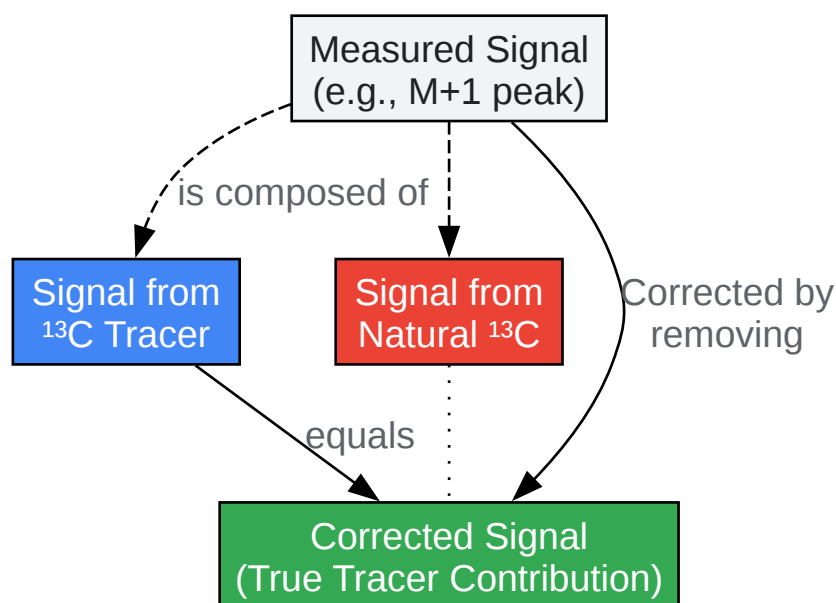 Measured Signal
(e.g., M+1 peak)
is composed of
Signal from
¹³C Tracer
Signal from
Natural ¹³C
Corrected by
removing
equals
Corrected Signal
(True Tracer Contribution)